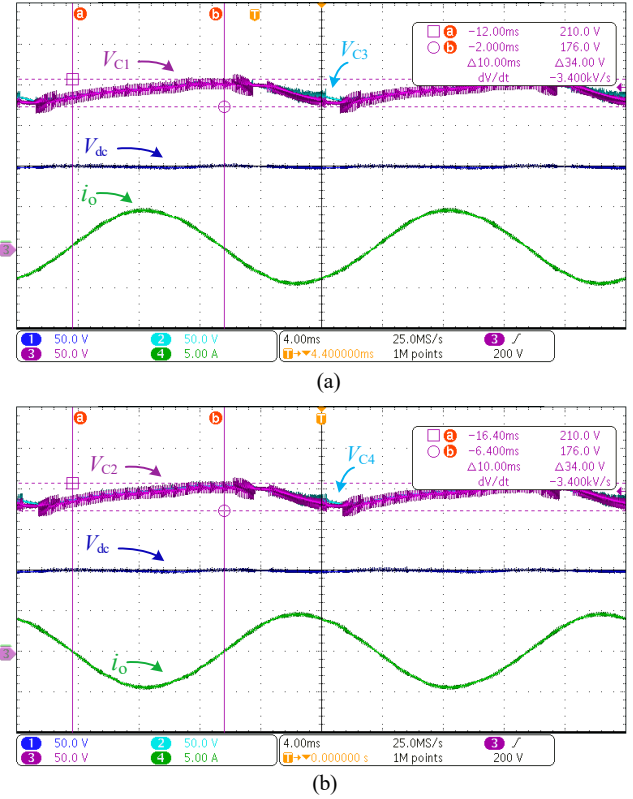 a b T
a −12.00ms 210.0 V
b −2.000ms 176.0 V
Δ10.00ms Δ34.00 V
dV/dt −3.400kV/s
VC1
VC3
Vdc
io
3
1 50.0 V 2 50.0 V
3 50.0 V 4 5.00 A
4.00ms 25.0MS/s 3 ∫
T→▼4.400000ms 1M points 200 V
(a)
a b T
a −16.40ms 210.0 V
b −6.400ms 176.0 V
Δ10.00ms Δ34.00 V
dV/dt −3.400kV/s
VC2
VC4
Vdc
io
3
1 50.0 V 2 50.0 V
3 50.0 V 4 5.00 A
4.00ms 25.0MS/s 3 ∫
T→▼0.000000 s 1M points 200 V
(b)